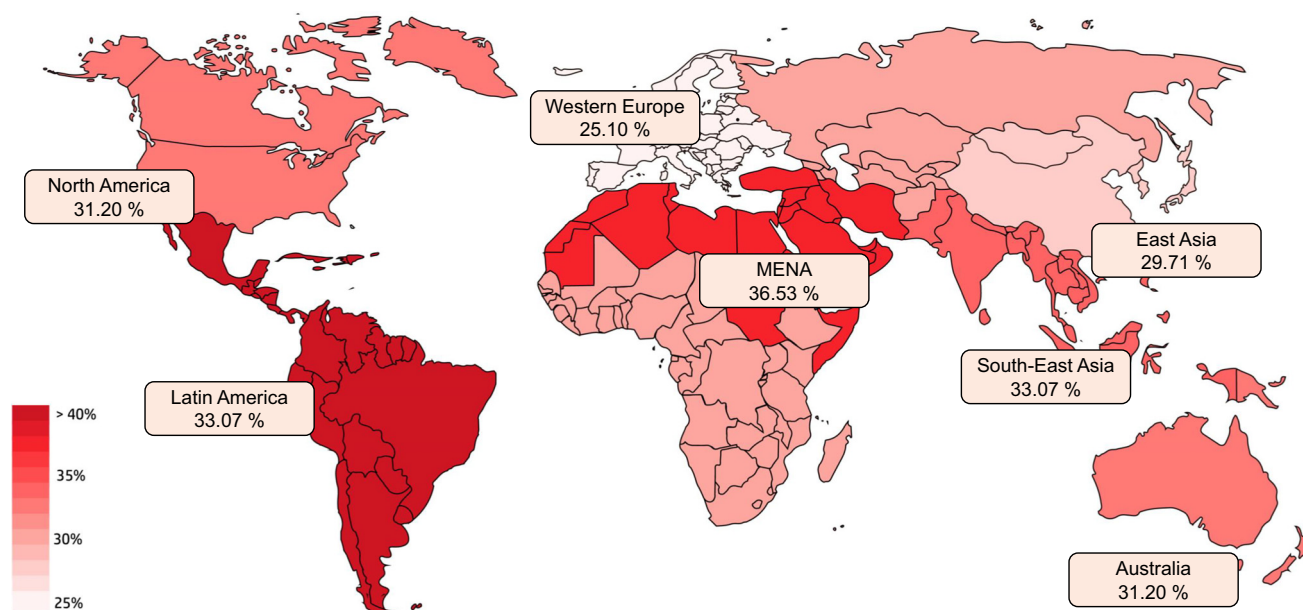 Western Europe
25.10 %
North America
31.20 %
East Asia
29.71 %
MENA
36.53 %
South-East Asia
33.07 %
Latin America
33.07 %
> 40%
35%
30%
25%
Australia
31.20 %